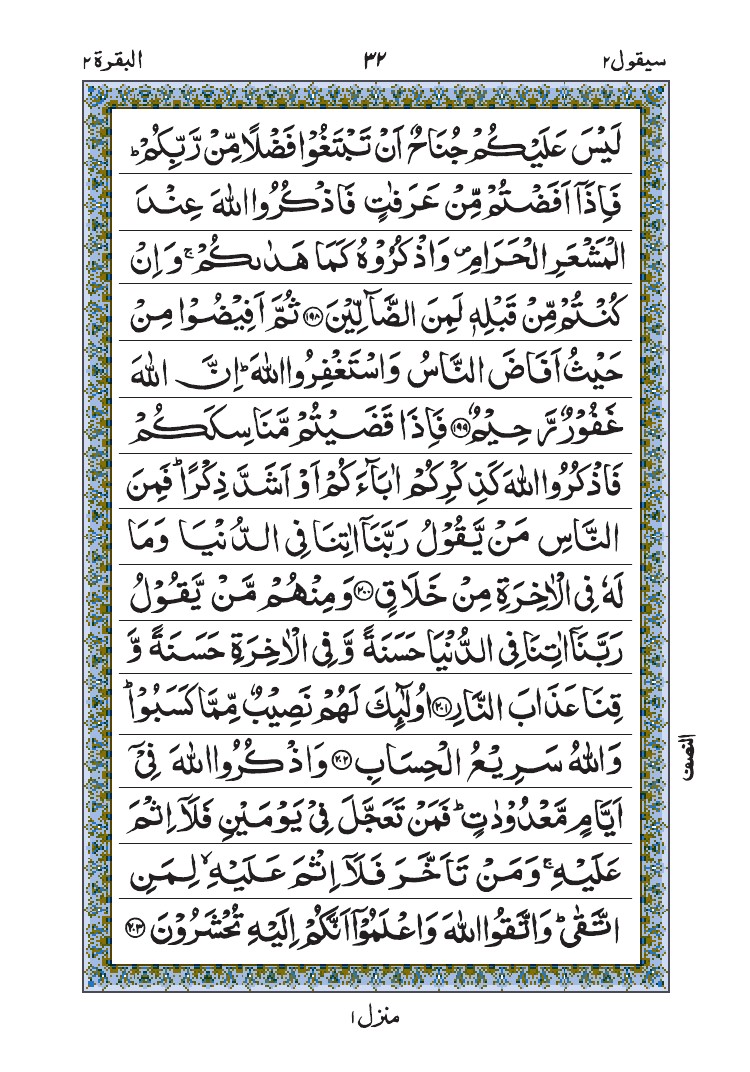 سیقول۲ ۳۲ البقرة۲
لَيْسَ عَلَيْكُمْ جُنَاحٌ اَنْ تَبْتَغُوْا فَضْلًا مِّنْ رَّبِّكُمْ ؕ
فَاِذَاۤ اَفَضْتُمْ مِّنْ عَرَفٰتٍ فَاذْكُرُوا اللّٰهَ عِنْدَ
الْمَشْعَرِ الْحَرَامِ ۪ وَاذْكُرُوْهُ كَمَا هَدٰىكُمْ ۚ وَاِنْ
كُنْتُمْ مِّنْ قَبْلِهٖ لَمِنَ الضَّآلِّيْنَ ﴿۱۹۸﴾ ثُمَّ اَفِيْضُوْا مِنْ
حَيْثُ اَفَاضَ النَّاسُ وَاسْتَغْفِرُوا اللّٰهَ ؕ اِنَّ اللّٰهَ
غَفُوْرٌ رَّحِيْمٌ ﴿۱۹۹﴾ فَاِذَا قَضَيْتُمْ مَّنَاسِكَكُمْ
فَاذْكُرُوا اللّٰهَ كَذِكْرِكُمْ اٰبَآءَكُمْ اَوْ اَشَدَّ ذِكْرًا ؕ فَمِنَ
النَّاسِ مَنْ يَّقُوْلُ رَبَّنَاۤ اٰتِنَا فِى الدُّنْيَا وَمَا
لَهٗ فِى الْاٰخِرَةِ مِنْ خَلَاقٍ ﴿۲۰۰﴾ وَمِنْهُمْ مَّنْ يَّقُوْلُ
رَبَّنَاۤ اٰتِنَا فِى الدُّنْيَا حَسَنَةً وَّفِى الْاٰخِرَةِ حَسَنَةً وَّ
قِنَا عَذَابَ النَّارِ ﴿۲۰۱﴾ اُولٰٓئِكَ لَهُمْ نَصِيْبٌ مِّمَّا كَسَبُوْا ؕ
وَاللّٰهُ سَرِيْعُ الْحِسَابِ ﴿۲۰۲﴾ وَاذْكُرُوا اللّٰهَ فِىْۤ
اَيَّامٍ مَّعْدُوْدٰتٍ ؕ فَمَنْ تَعَجَّلَ فِىْ يَوْمَيْنِ فَلَاۤ اِثْمَ
عَلَيْهِ ۚ وَمَنْ تَاَخَّرَ فَلَاۤ اِثْمَ عَلَيْهِ ۙ لِمَنِ
اتَّقٰى ؕ وَاتَّقُوا اللّٰهَ وَاعْلَمُوْۤا اَنَّكُمْ اِلَيْهِ تُحْشَرُوْنَ ﴿۲۰۳﴾
النصف
منزل۱